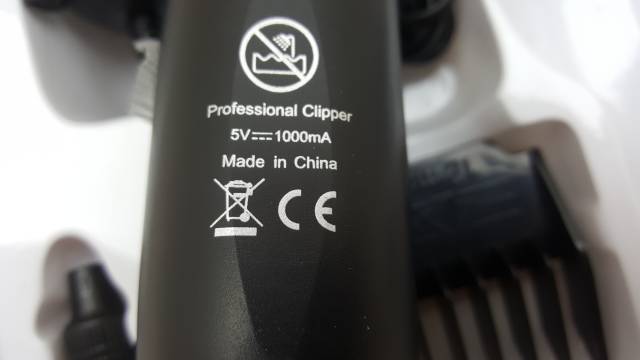 Professional Clipper
5V⎓1000mA
Made in China
CE